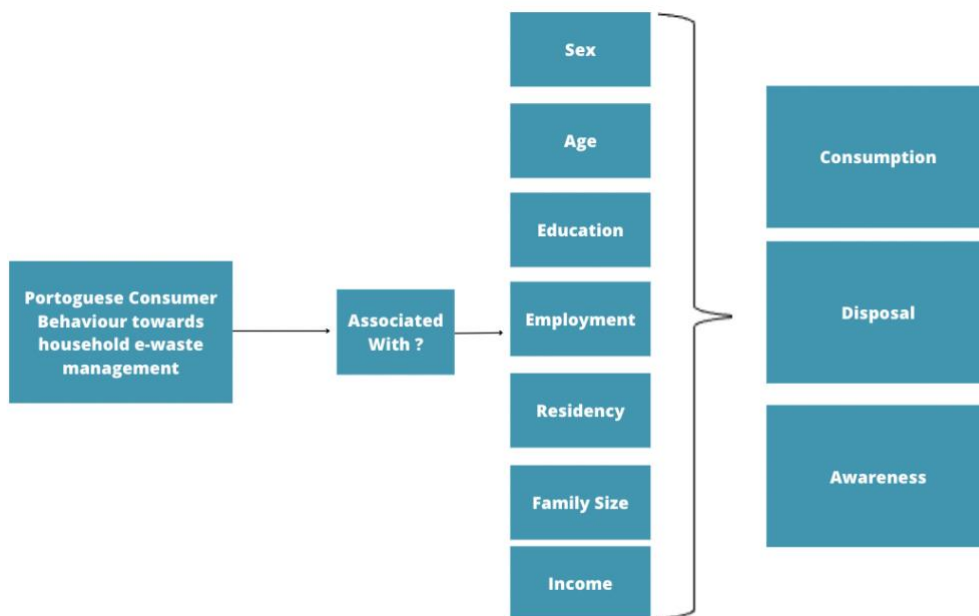 Portoguese Consumer
Behaviour towards
household e-waste
management
Associated
With ?
Sex
Age
Education
Employment
Residency
Family Size
Income
Consumption
Disposal
Awareness